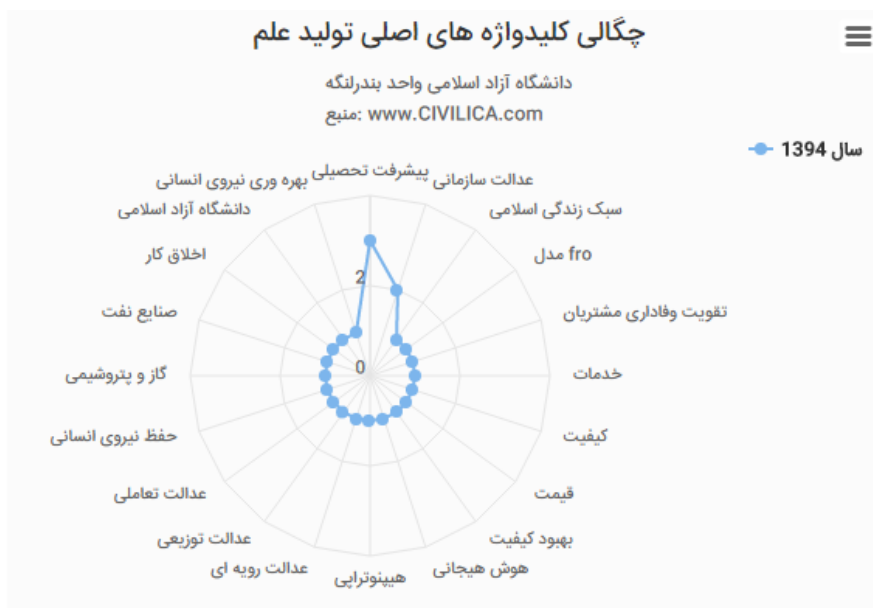 چگالی کلیدواژه های اصلی تولید علم
دانشگاه آزاد اسلامی واحد بندرلنگه
منبع: www.CIVILICA.com
سال 1394
پیشرفت تحصیلی
عدالت سازمانی
سبک زندگی اسلامی
مدل fro
تقویت وفاداری مشتریان
خدمات
کیفیت
قیمت
بهبود کیفیت
هوش هیجانی
هیپنوتراپی
عدالت رویه ای
عدالت توزیعی
عدالت تعاملی
حفظ نیروی انسانی
گاز و پتروشیمی
صنایع نفت
اخلاق کار
دانشگاه آزاد اسلامی
بهره وری نیروی انسانی
2
0